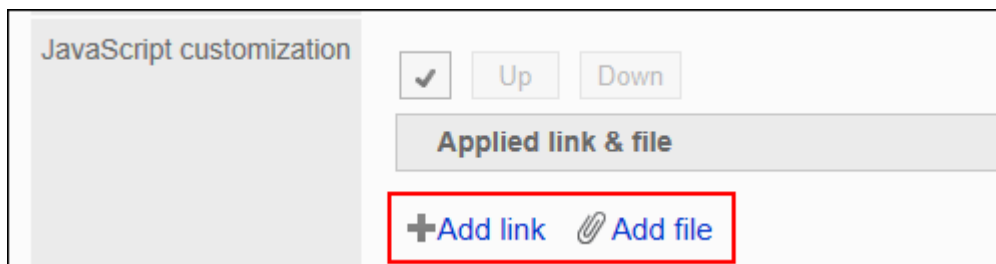 JavaScript customization
Up Down
Applied link & file
Add link Add file